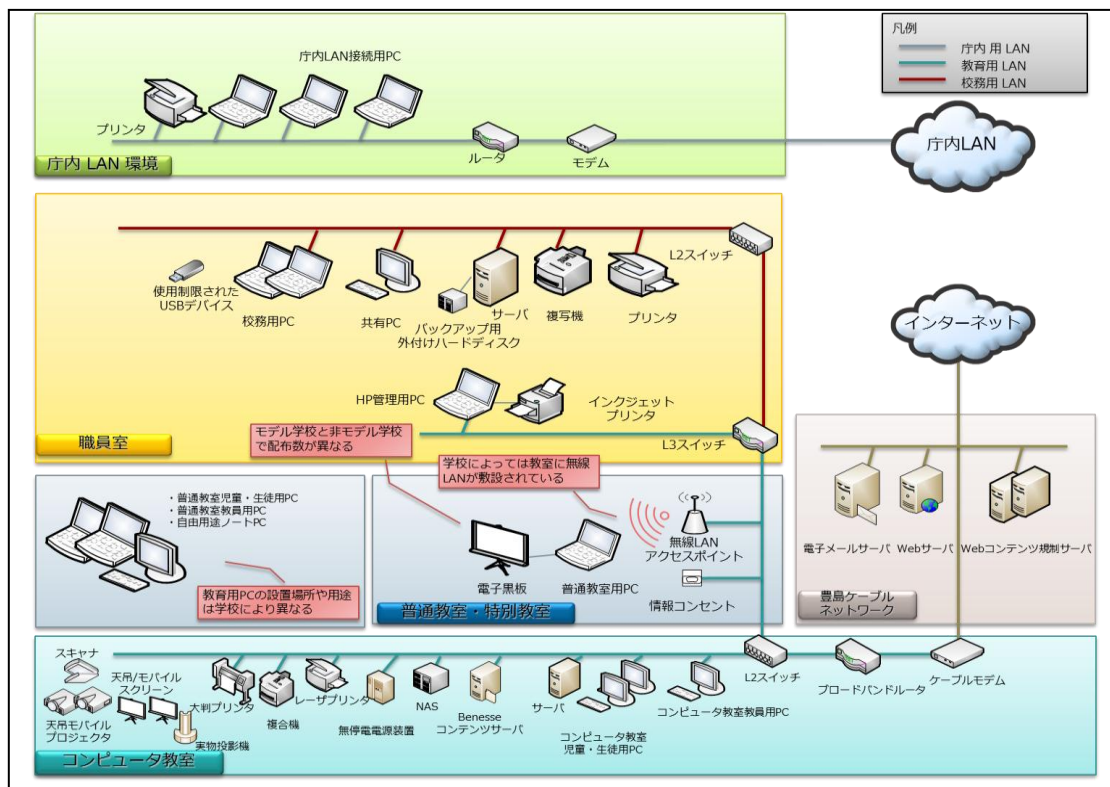 凡例
庁内 用 LAN
教育用 LAN
校務用 LAN
庁内LAN接続用PC
プリンタ
ルータ
モデム
庁内LAN
庁内 LAN 環境
L2スイッチ
使用制限された
USBデバイス
校務用PC
共有PC
サーバ
バックアップ用
外付けハードディスク
複写機
プリンタ
インターネット
HP管理用PC
インクジェット
プリンタ
L3スイッチ
職員室
モデル学校と非モデル学校
で配布数が異なる
学校によっては教室に無線
LANが敷設されている
・普通教室児童・生徒用PC
・普通教室教員用PC
・自由用途ノートPC
教育用PCの設置場所や用途
は学校により異なる
電子黒板
普通教室用PC
無線LAN
アクセスポイント
情報コンセント
普通教室・特別教室
電子メールサーバ
Webサーバ
Webコンテンツ規制サーバ
豊島ケーブル
ネットワーク
スキャナ
天吊/モバイル
スクリーン
天吊モバイル
プロジェクタ
実物投影機
大判プリンタ
複合機
レーザプリンタ
無停電電源装置
NAS
Benesse
コンテンツサーバ
サーバ
コンピュータ教室
児童・生徒用PC
コンピュータ教室教員用PC
L2スイッチ
ブロードバンドルータ
ケーブルモデム
コンピュータ教室